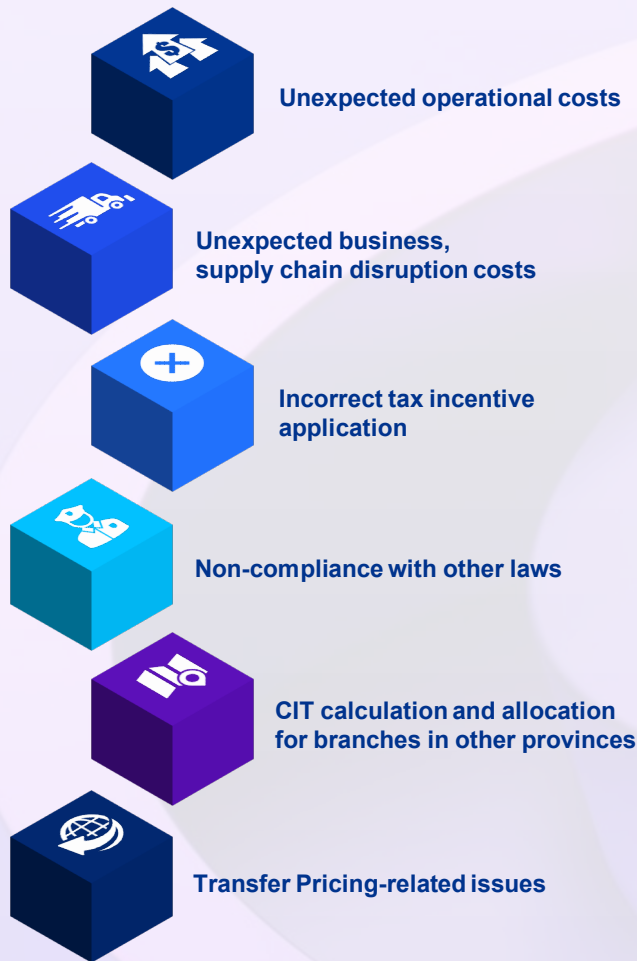 Unexpected operational costs
Unexpected business,
supply chain disruption costs
Incorrect tax incentive
application
Non-compliance with other laws
CIT calculation and allocation
for branches in other provinces
Transfer Pricing-related issues